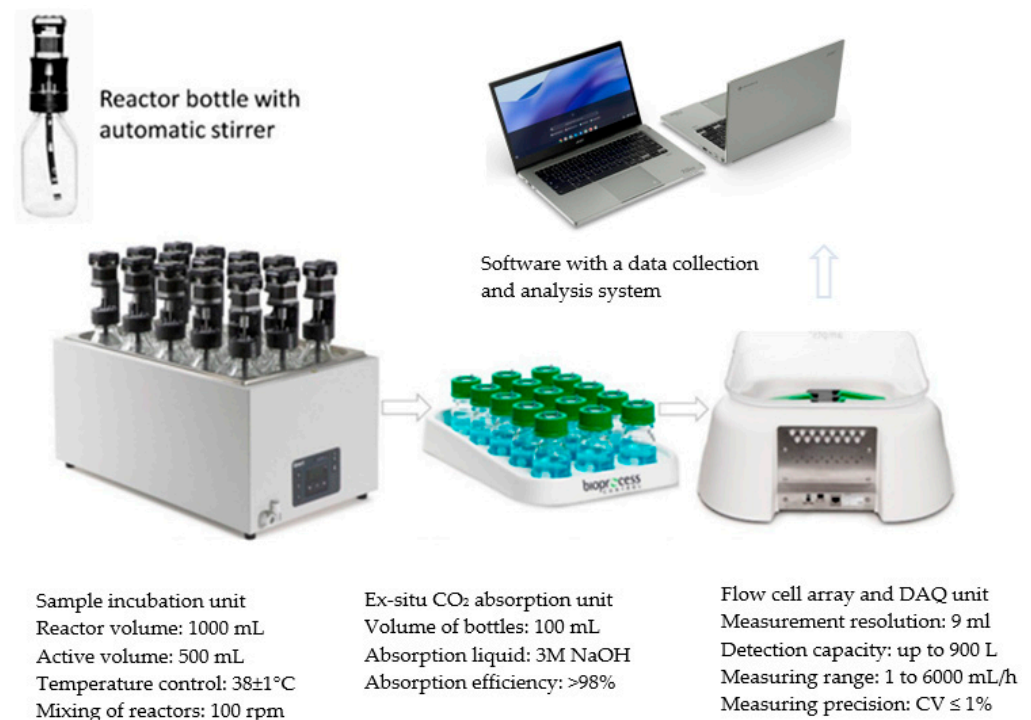 Reactor bottle with
automatic stirrer
Software with a data collection
and analysis system
bioprocess
CONTROL
Sample incubation unit
Reactor volume: 1000 mL
Active volume: 500 mL
Temperature control: 38±1°C
Mixing of reactors: 100 rpm
Ex-situ CO₂ absorption unit
Volume of bottles: 100 mL
Absorption liquid: 3M NaOH
Absorption efficiency: >98%
Flow cell array and DAQ unit
Measurement resolution: 9 ml
Detection capacity: up to 900 L
Measuring range: 1 to 6000 mL/h
Measuring precision: CV ≤ 1%